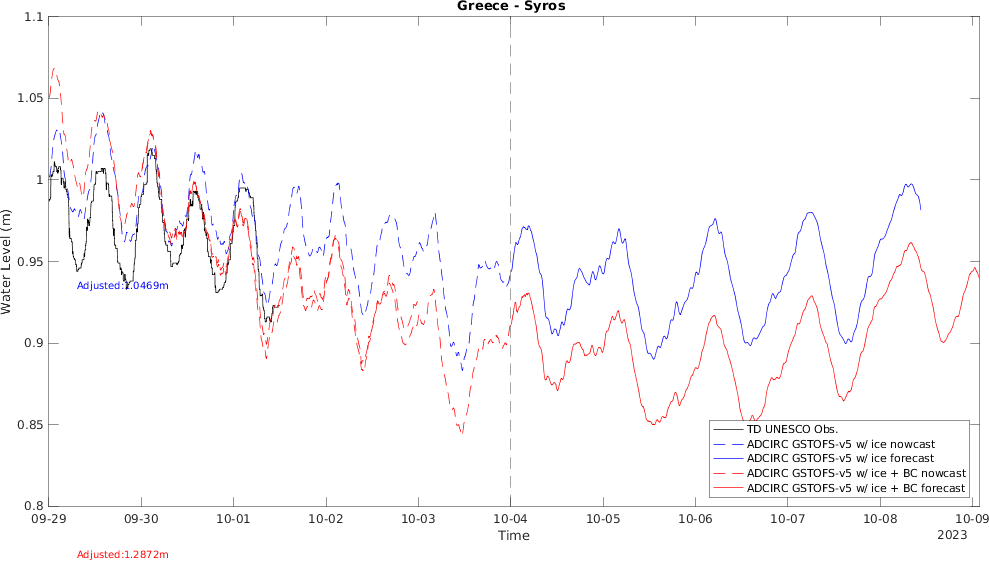 Greece - Syros
1.1
1.05
1
0.95
0.9
0.85
0.8
Water Level (m)
Adjusted:1.0469m
TD UNESCO Obs.
ADCIRC GSTOFS-v5 w/ ice nowcast
ADCIRC GSTOFS-v5 w/ ice forecast
ADCIRC GSTOFS-v5 w/ ice + BC nowcast
ADCIRC GSTOFS-v5 w/ ice + BC forecast
09-29 09-30 10-01 10-02 10-03 10-04 10-05 10-06 10-07 10-08 10-09
Time
2023
Adjusted:1.2872m